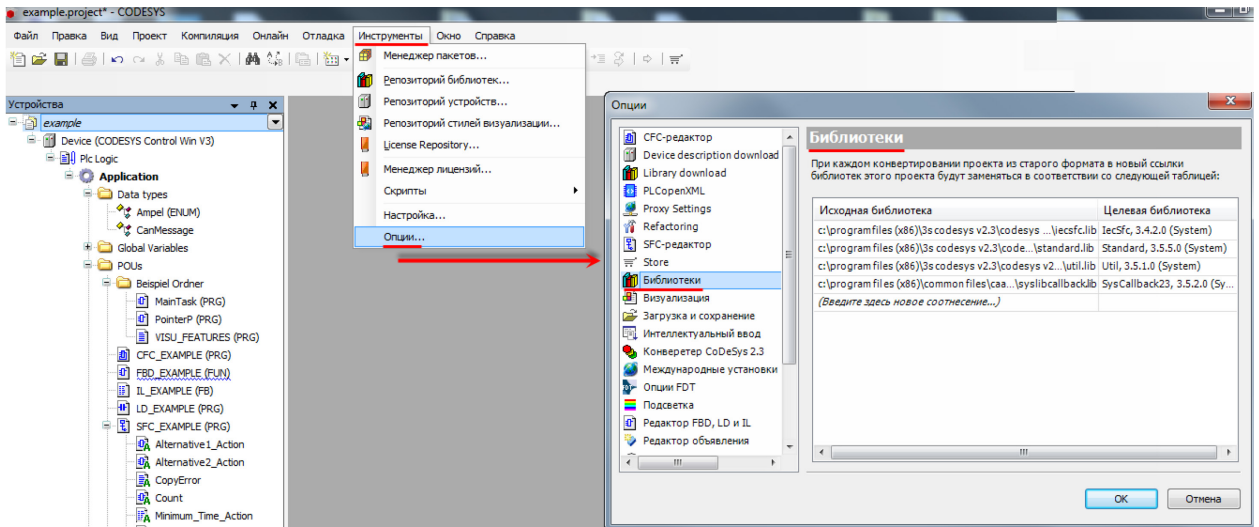 example.project* - CODESYS
Файл Правка Вид Проект Компиляция Онлайн Отладка Инструменты Окно Справка
Менеджер пакетов...
Репозиторий библиотек...
Репозиторий устройств...
Репозиторий стилей визуализации...
License Repository...
Менеджер лицензий...
Скрипты
Настройка...
Опции...
Устройства
example
Device (CODESYS Control Win V3)
Plc Logic
Application
Data types
Ampel (ENUM)
CanMessage
Global Variables
POUs
Beispiel Ordner
MainTask (PRG)
PointerP (PRG)
VISU_FEATURES (PRG)
CFC_EXAMPLE (PRG)
FBD_EXAMPLE (FUN)
IL_EXAMPLE (FB)
LD_EXAMPLE (PRG)
SFC_EXAMPLE (PRG)
Alternative1_Action
Alternative2_Action
CopyError
Count
Minimum_Time_Action
Опции
CFC-редактор
Device description download
Library download
PLCopenXML
Proxy Settings
Refactoring
SFC-редактор
Store
Библиотеки
Визуализация
Загрузка и сохранение
Интеллектуальный ввод
Конверетер CoDeSys 2.3
Международные установки
Опции FDT
Подсветка
Редактор FBD, LD и IL
Редактор объявления
Библиотеки
При каждом конвертировании проекта из старого формата в новый ссылки
библиотек этого проекта будут заменяться в соответствии со следующей таблицей:
Исходная библиотека Целевая библиотека
c:\program files (x86)\3s codesys v2.3\codesys ...\iecsfc.lib IecSfc, 3.4.2.0 (System)
c:\program files (x86)\3s codesys v2.3\code...\standard.lib Standard, 3.5.5.0 (System)
c:\program files (x86)\3s codesys v2.3\codesys v2...\util.lib Util, 3.5.1.0 (System)
c:\program files (x86)\common files\caa...\syslibcallback.lib SysCallback23, 3.5.2.0 (Sy...
(Введите здесь новое соотнесение...)
OK Отмена